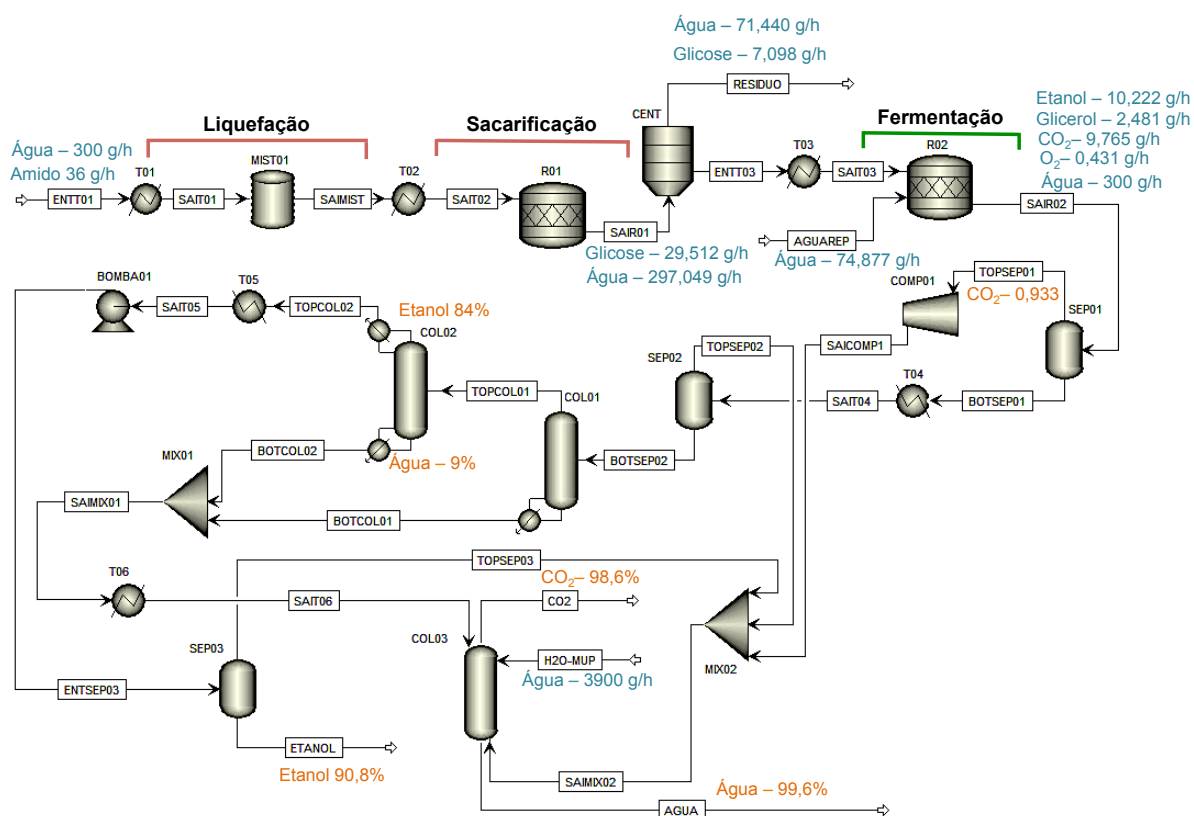 Água – 71,440 g/h
Glicose – 7,098 g/h
RESIDUO
CENT
Liquefação
Sacarificação
Fermentação
Etanol – 10,222 g/h
Glicerol – 2,481 g/h
CO₂– 9,765 g/h
O₂– 0,431 g/h
Água – 300 g/h
Água – 300 g/h
Amido 36 g/h
ENTT01
T01
SAIT01
MIST01
SAIMIST
T02
SAIT02
R01
SAIR01
ENTT03
T03
SAIT03
R02
SAIR02
Glicose – 29,512 g/h
Água – 297,049 g/h
AGUAREP
Água – 74,877 g/h
BOMBA01
SAIT05
T05
TOPCOL02
Etanol 84%
COL02
COMP01
TOPSEP01
CO₂– 0,933
SEP01
SAICOMP1
TOPSEP02
SEP02
T04
SAIT04
BOTSEP01
TOPCOL01
COL01
BOTSEP02
BOTCOL02
Água – 9%
MIX01
SAIMIX01
BOTCOL01
T06
SAIT06
TOPSEP03
CO₂– 98,6%
CO2
COL03
H2O-MUP
Água – 3900 g/h
MIX02
SEP03
ENTSEP03
ETANOL
Etanol 90,8%
SAIMIX02
Água – 99,6%
AGUA